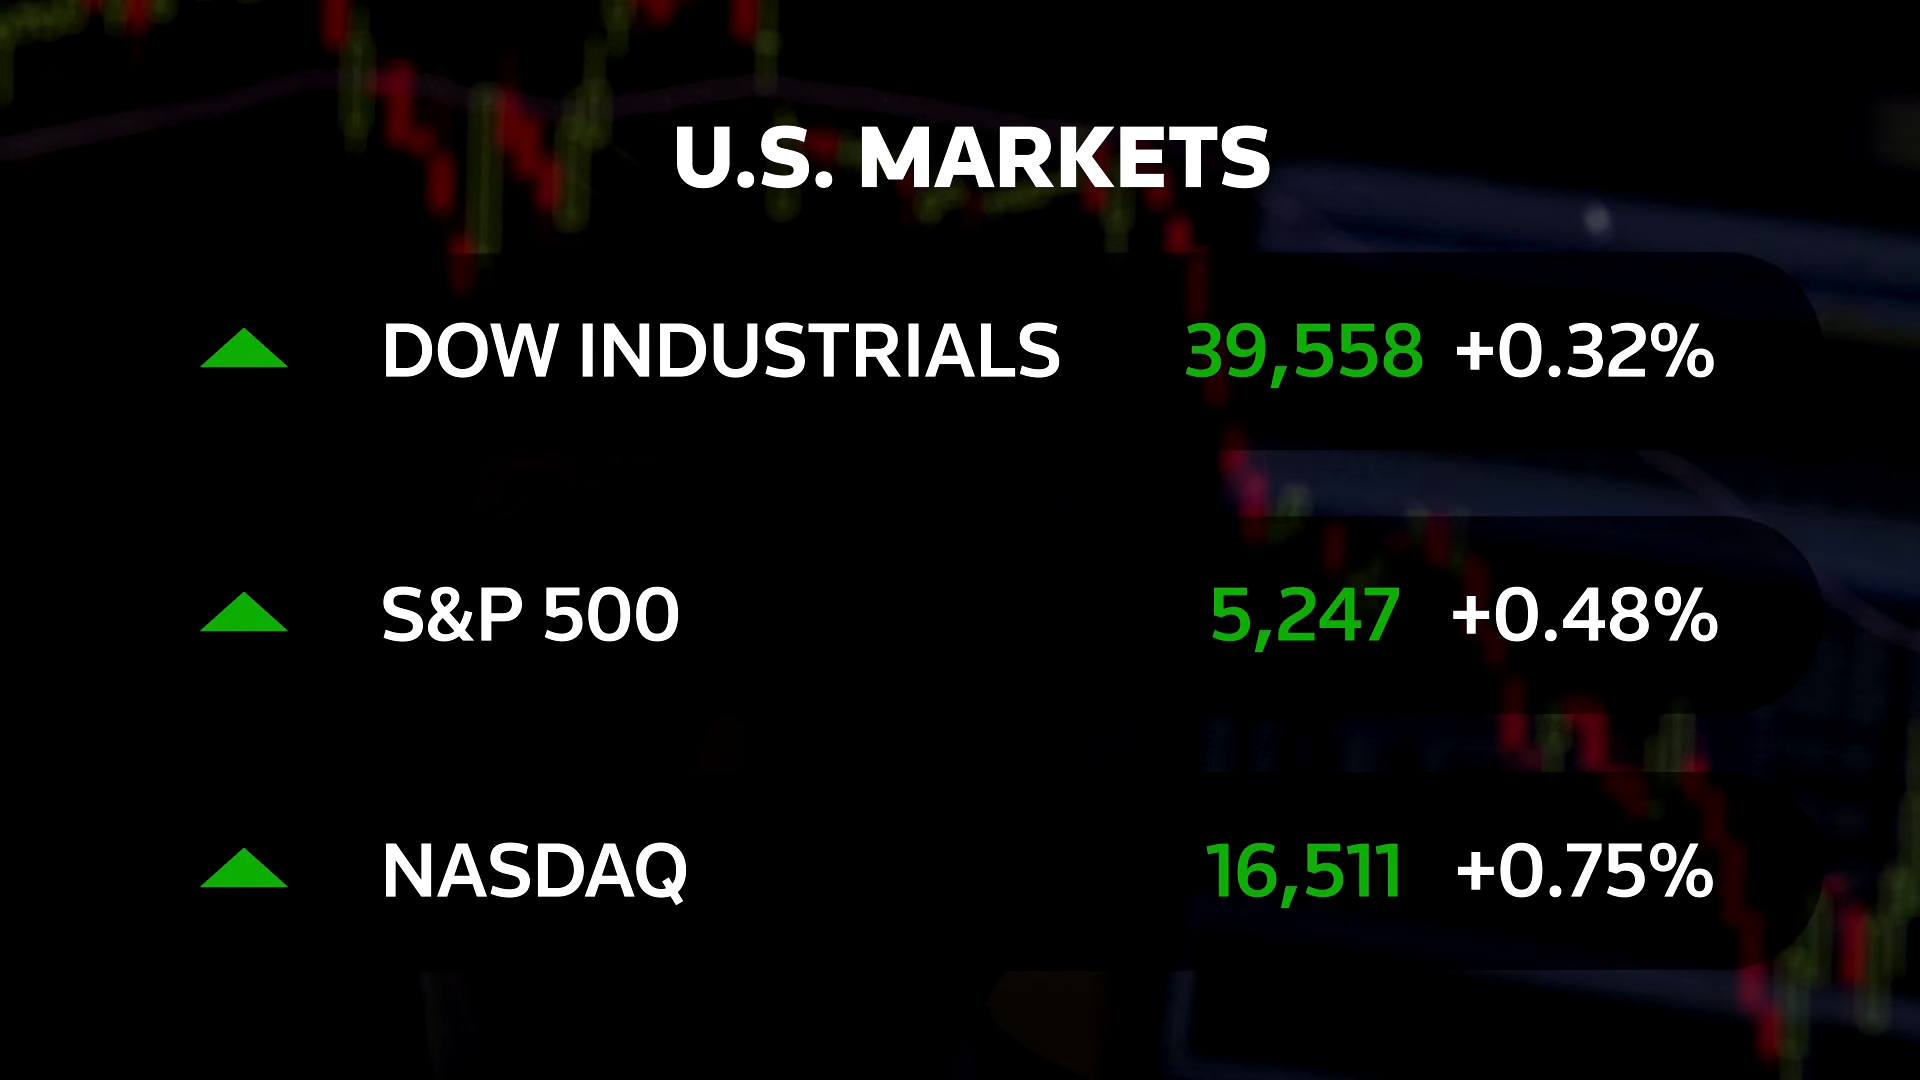 U.S. MARKETS
DOW INDUSTRIALS 39,558 +0.32%
S&P 500 5,247 +0.48%
NASDAQ 16,511 +0.75%